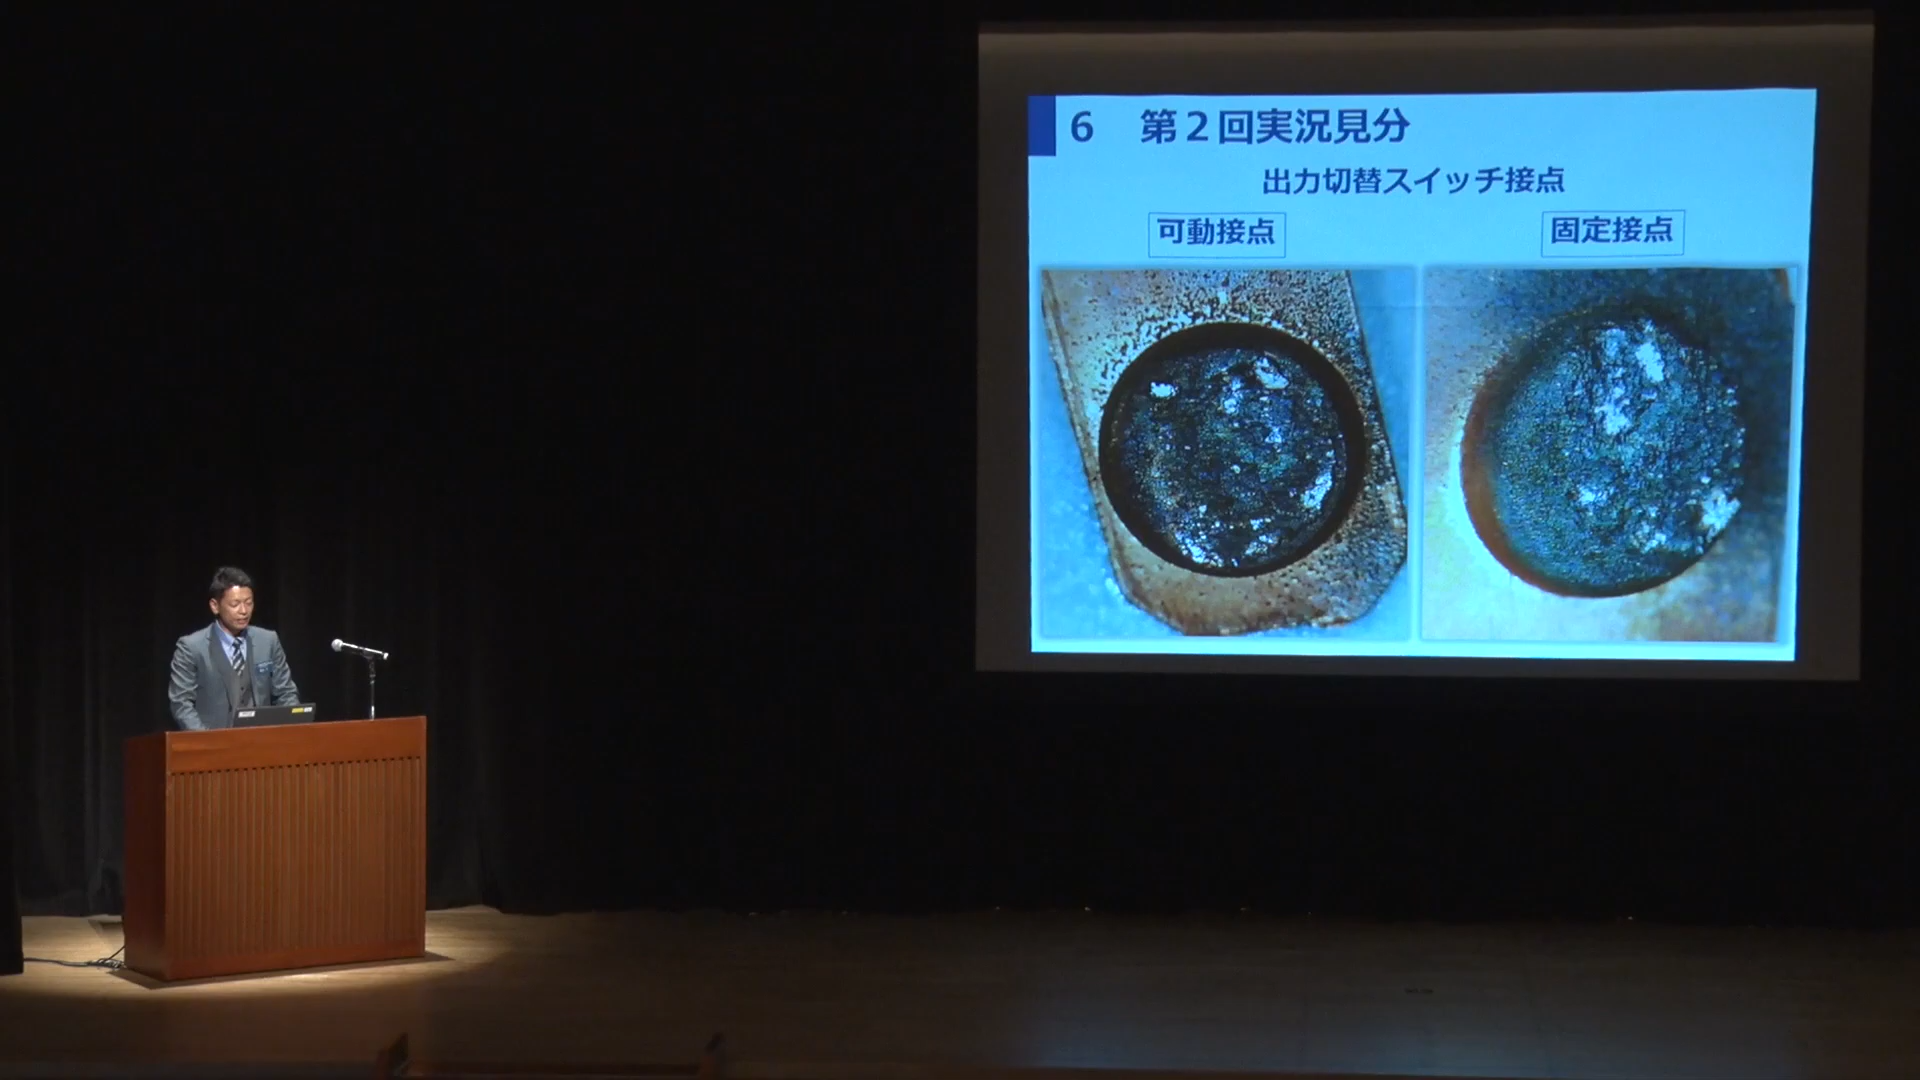 6 第２回実況見分
出力切替スイッチ接点
可動接点
固定接点